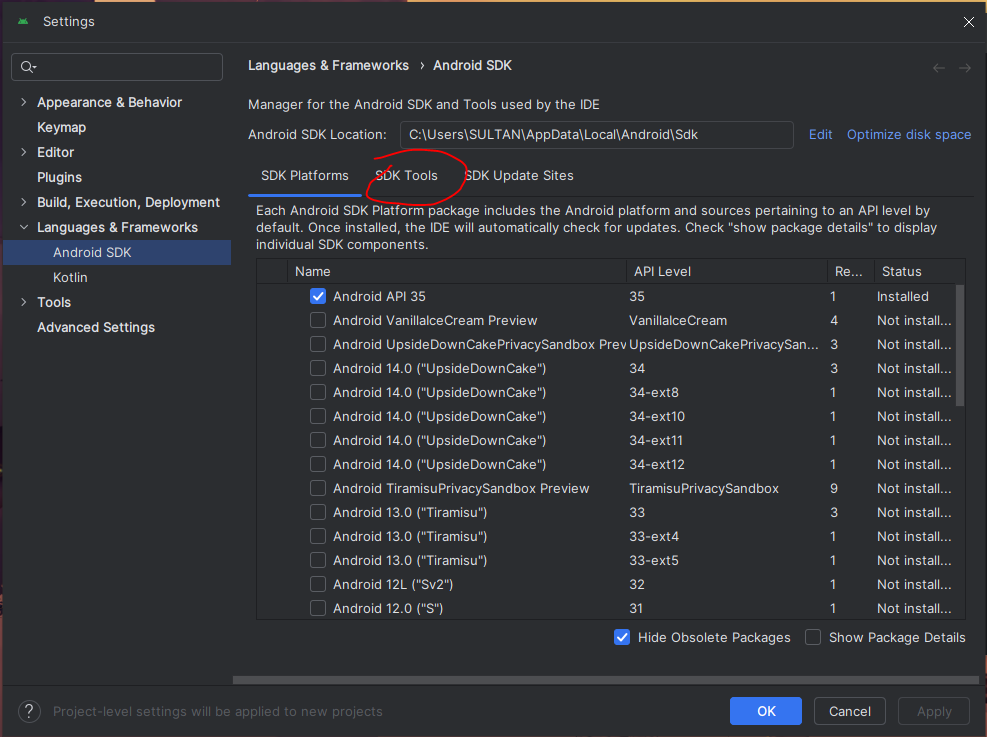 Settings
Languages & Frameworks › Android SDK
Appearance & Behavior
Keymap
Editor
Plugins
Build, Execution, Deployment
Languages & Frameworks
Android SDK
Kotlin
Tools
Advanced Settings
Manager for the Android SDK and Tools used by the IDE
Android SDK Location: C:\Users\SULTAN\AppData\Local\Android\Sdk Edit Optimize disk space
SDK Platforms SDK Tools SDK Update Sites
Each Android SDK Platform package includes the Android platform and sources pertaining to an API level by
default. Once installed, the IDE will automatically check for updates. Check "show package details" to display
individual SDK components.
Name API Level Re... Status
Android API 35 35 1 Installed
Android VanillaIceCream Preview VanillaIceCream 4 Not install...
Android UpsideDownCakePrivacySandbox Prev UpsideDownCakePrivacySan... 3 Not install...
Android 14.0 ("UpsideDownCake") 34 3 Not install...
Android 14.0 ("UpsideDownCake") 34-ext8 1 Not install...
Android 14.0 ("UpsideDownCake") 34-ext10 1 Not install...
Android 14.0 ("UpsideDownCake") 34-ext11 1 Not install...
Android 14.0 ("UpsideDownCake") 34-ext12 1 Not install...
Android TiramisuPrivacySandbox Preview TiramisuPrivacySandbox 9 Not install...
Android 13.0 ("Tiramisu") 33 3 Not install...
Android 13.0 ("Tiramisu") 33-ext4 1 Not install...
Android 13.0 ("Tiramisu") 33-ext5 1 Not install...
Android 12L ("Sv2") 32 1 Not install...
Android 12.0 ("S") 31 1 Not install...
Hide Obsolete Packages Show Package Details
? Project-level settings will be applied to new projects
OK Cancel Apply